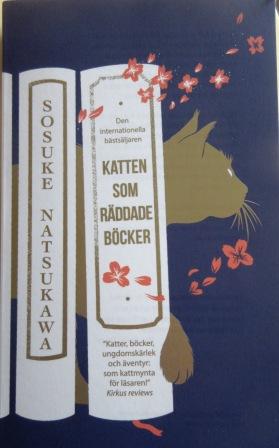 SOSUKE NATSUKAWA
Den
internationella
bästsäljaren
KATTEN
SOM
RÄDDADE
BÖCKER
"Katter, böcker,
ungdomskärlek
och äventyr:
som kattmynta
för läsaren!"
Kirkus reviews